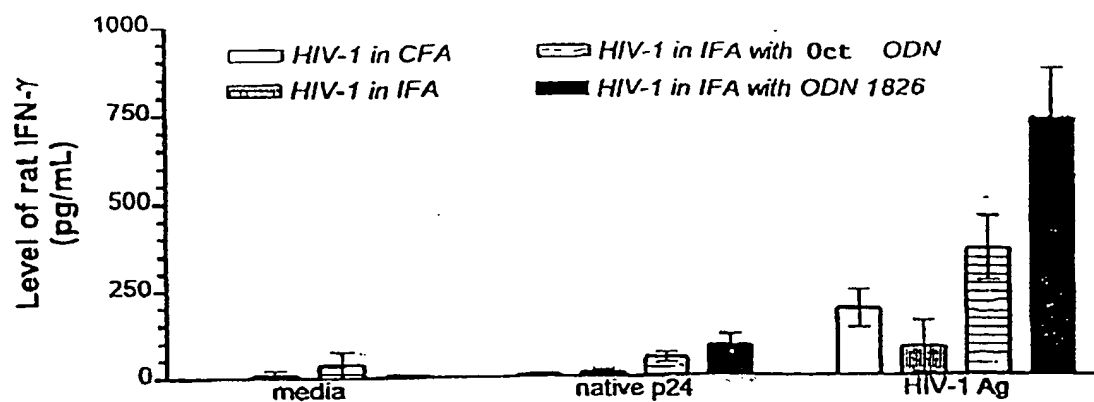 1000
750
500
250
0
Level of rat IFN-γ
(pg/mL)
HIV-1 in CFA
HIV-1 in IFA
HIV-1 in IFA with Oct ODN
HIV-1 in IFA with ODN 1826
media
native p24
HIV-1 Ag